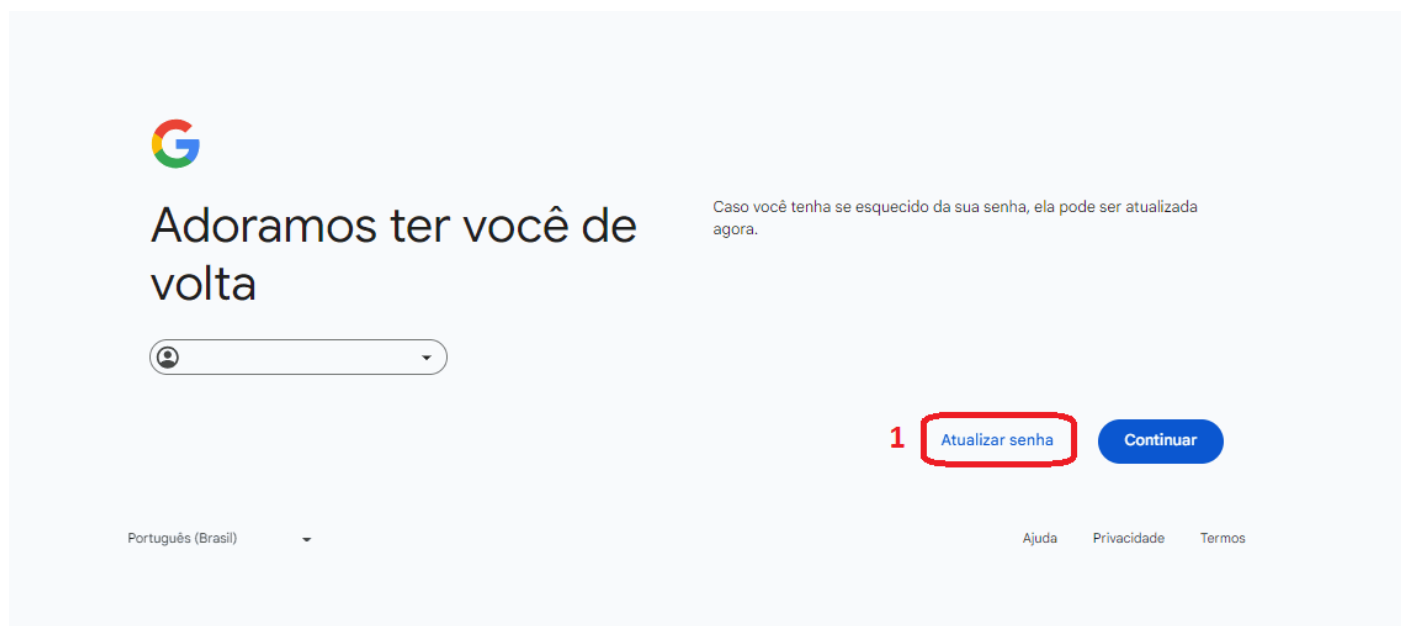 Adoramos ter você de
volta
Caso você tenha se esquecido da sua senha, ela pode ser atualizada
agora.
1
Atualizar senha
Continuar
Português (Brasil)
Ajuda
Privacidade
Termos